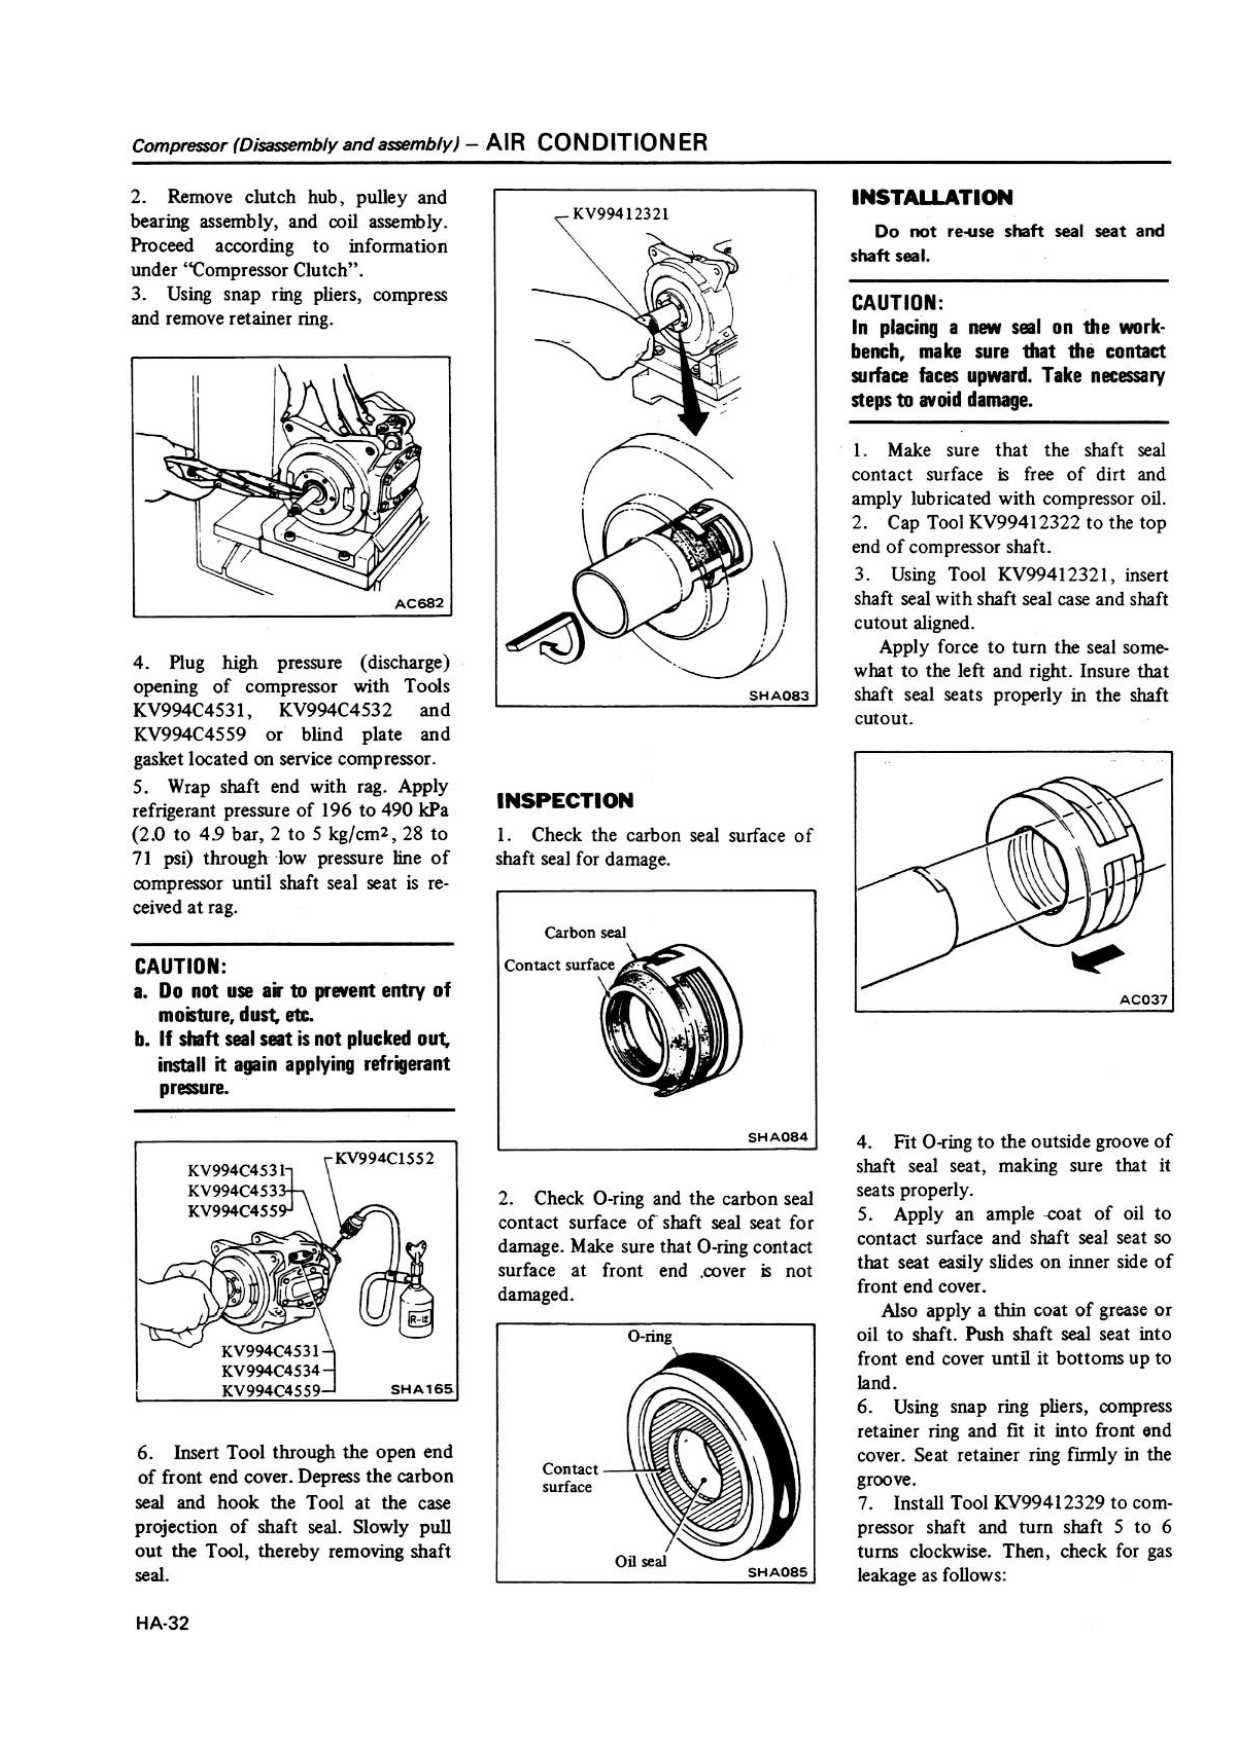 Compressor (Disassembly and assembly) – AIR CONDITIONER
2. Remove clutch hub, pulley and
bearing assembly, and coil assembly.
Proceed according to information
under “Compressor Clutch”.
3. Using snap ring pliers, compress
and remove retainer ring.
AC682
4. Plug high pressure (discharge)
opening of compressor with Tools
KV994C4531, KV994C4532 and
KV994C4559 or blind plate and
gasket located on service compressor.
5. Wrap shaft end with rag. Apply
refrigerant pressure of 196 to 490 kPa
(2.0 to 4.9 bar, 2 to 5 kg/cm2, 28 to
71 psi) through low pressure line of
compressor until shaft seal seat is re-
ceived at rag.
CAUTION:
a. Do not use air to prevent entry of
moisture, dust, etc.
b. If shaft seal seat is not plucked out,
install it again applying refrigerant
pressure.
KV994C1552
KV994C4531
KV994C4533
KV994C4559
R-12
KV994C4531
KV994C4534
KV994C4559
SHA165
6. Insert Tool through the open end
of front end cover. Depress the carbon
seal and hook the Tool at the case
projection of shaft seal. Slowly pull
out the Tool, thereby removing shaft
seal.
KV99412321
SHA083
INSPECTION
1. Check the carbon seal surface of
shaft seal for damage.
Carbon seal
Contact surface
SHA084
2. Check O-ring and the carbon seal
contact surface of shaft seal seat for
damage. Make sure that O-ring contact
surface at front end .cover is not
damaged.
O-ring
Contact
surface
Oil seal
SHA085
INSTALLATION
Do not re-use shaft seal seat and
shaft seal.
CAUTION:
In placing a new seal on the work-
bench, make sure that the contact
surface faces upward. Take necessary
steps to avoid damage.
1. Make sure that the shaft seal
contact surface is free of dirt and
amply lubricated with compressor oil.
2. Cap Tool KV99412322 to the top
end of compressor shaft.
3. Using Tool KV99412321, insert
shaft seal with shaft seal case and shaft
cutout aligned.
Apply force to turn the seal some-
what to the left and right. Insure that
shaft seal seats properly in the shaft
cutout.
AC037
4. Fit O-ring to the outside groove of
shaft seal seat, making sure that it
seats properly.
5. Apply an ample coat of oil to
contact surface and shaft seal seat so
that seat easily slides on inner side of
front end cover.
Also apply a thin coat of grease or
oil to shaft. Push shaft seal seat into
front end cover until it bottoms up to
land.
6. Using snap ring pliers, compress
retainer ring and fit it into front end
cover. Seat retainer ring firmly in the
groove.
7. Install Tool KV99412329 to com-
pressor shaft and turn shaft 5 to 6
turns clockwise. Then, check for gas
leakage as follows:
HA-32